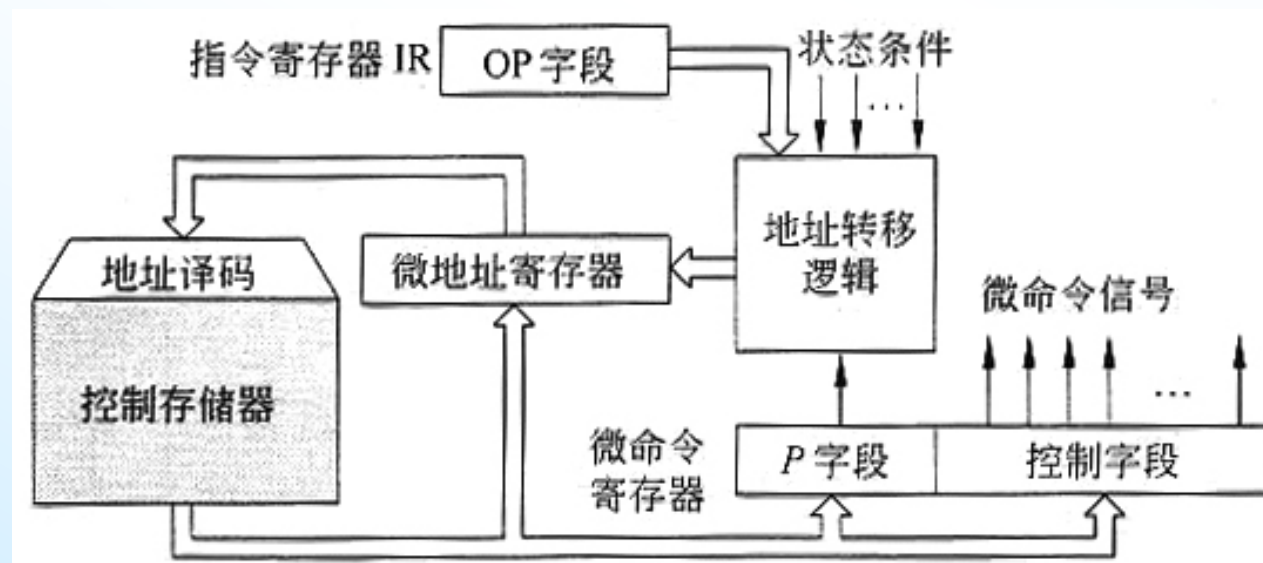 指令寄存器 IR
OP 字段
状态条件
…
地址译码
微地址寄存器
地址转移
逻辑
微命令信号
…
控制存储器
微命令
寄存器
P 字段
控制字段